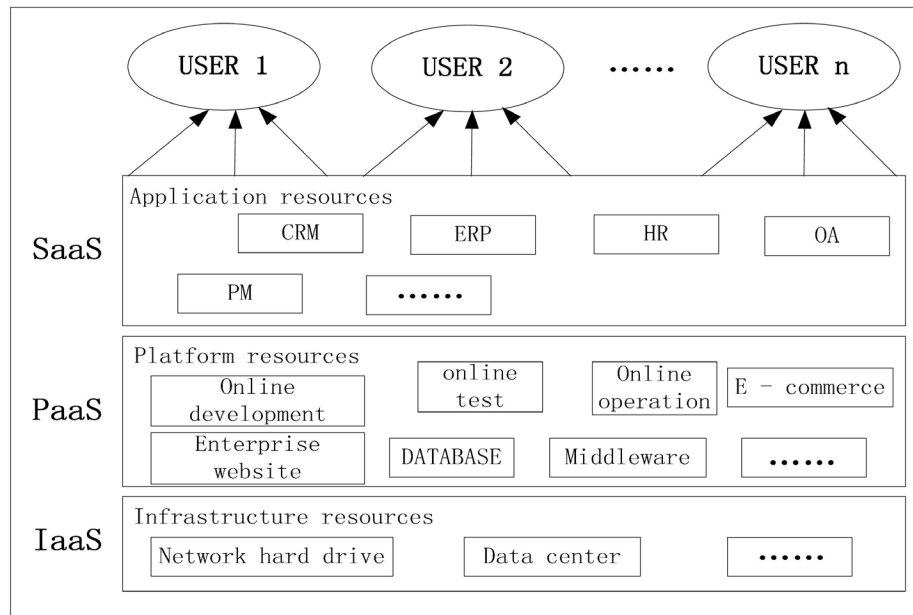 USER 1
USER 2
......
USER n
SaaS
Application resources
CRM
ERP
HR
OA
PM
......
PaaS
Platform resources
Online
development
online
test
Online
operation
E - commerce
Enterprise
website
DATABASE
Middleware
......
IaaS
Infrastructure resources
Network hard drive
Data center
......